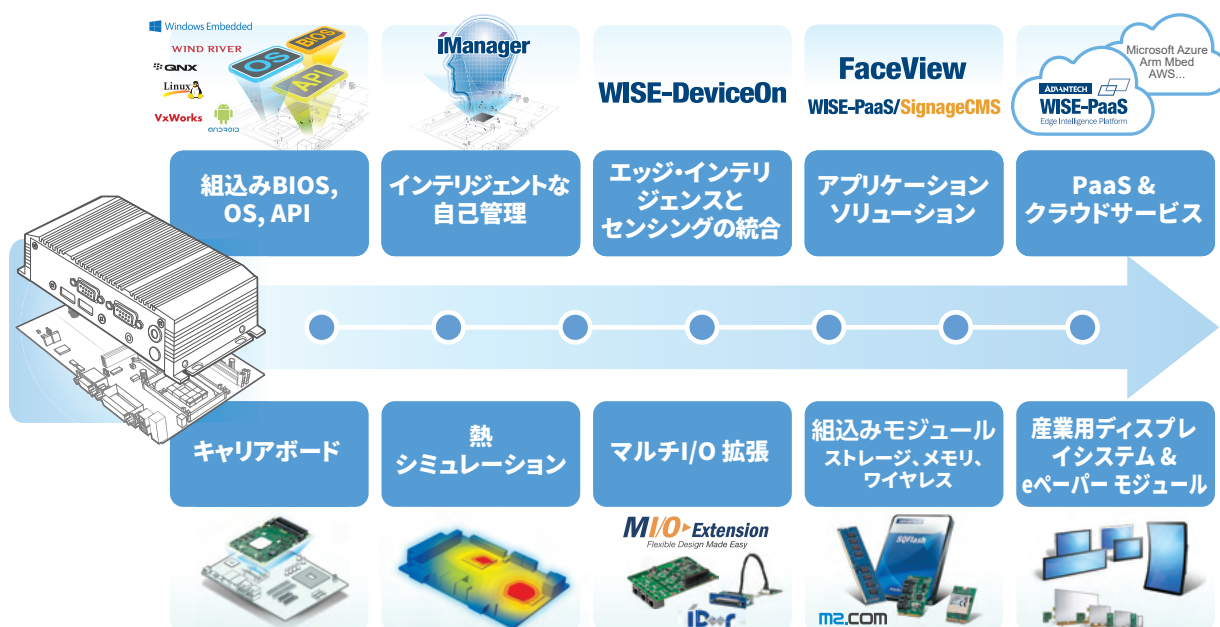 Windows Embedded
WIND RIVER
QNX
Linux
VxWorks
android
OS
BIOS
API
iManager
WISE-DeviceOn
FaceView
WISE-PaaS/SignageCMS
Microsoft Azure
Arm Mbed
AWS...
ADVANTECH
WISE-PaaS
Edge Intelligence Platform
組込みBIOS,
OS, API
インテリジェントな
自己管理
エッジ・インテリ
ジェンスと
センシングの統合
アプリケーション
ソリューション
PaaS &
クラウドサービス
キャリアボード
熱
シミュレーション
マルチI/O 拡張
組込みモジュール
ストレージ、メモリ、
ワイヤレス
産業用ディスプレ
イシステム &
eペーパー モジュール
MI/O Extension
Flexible Design Made Easy
iDoor
SQFlash
m2.com